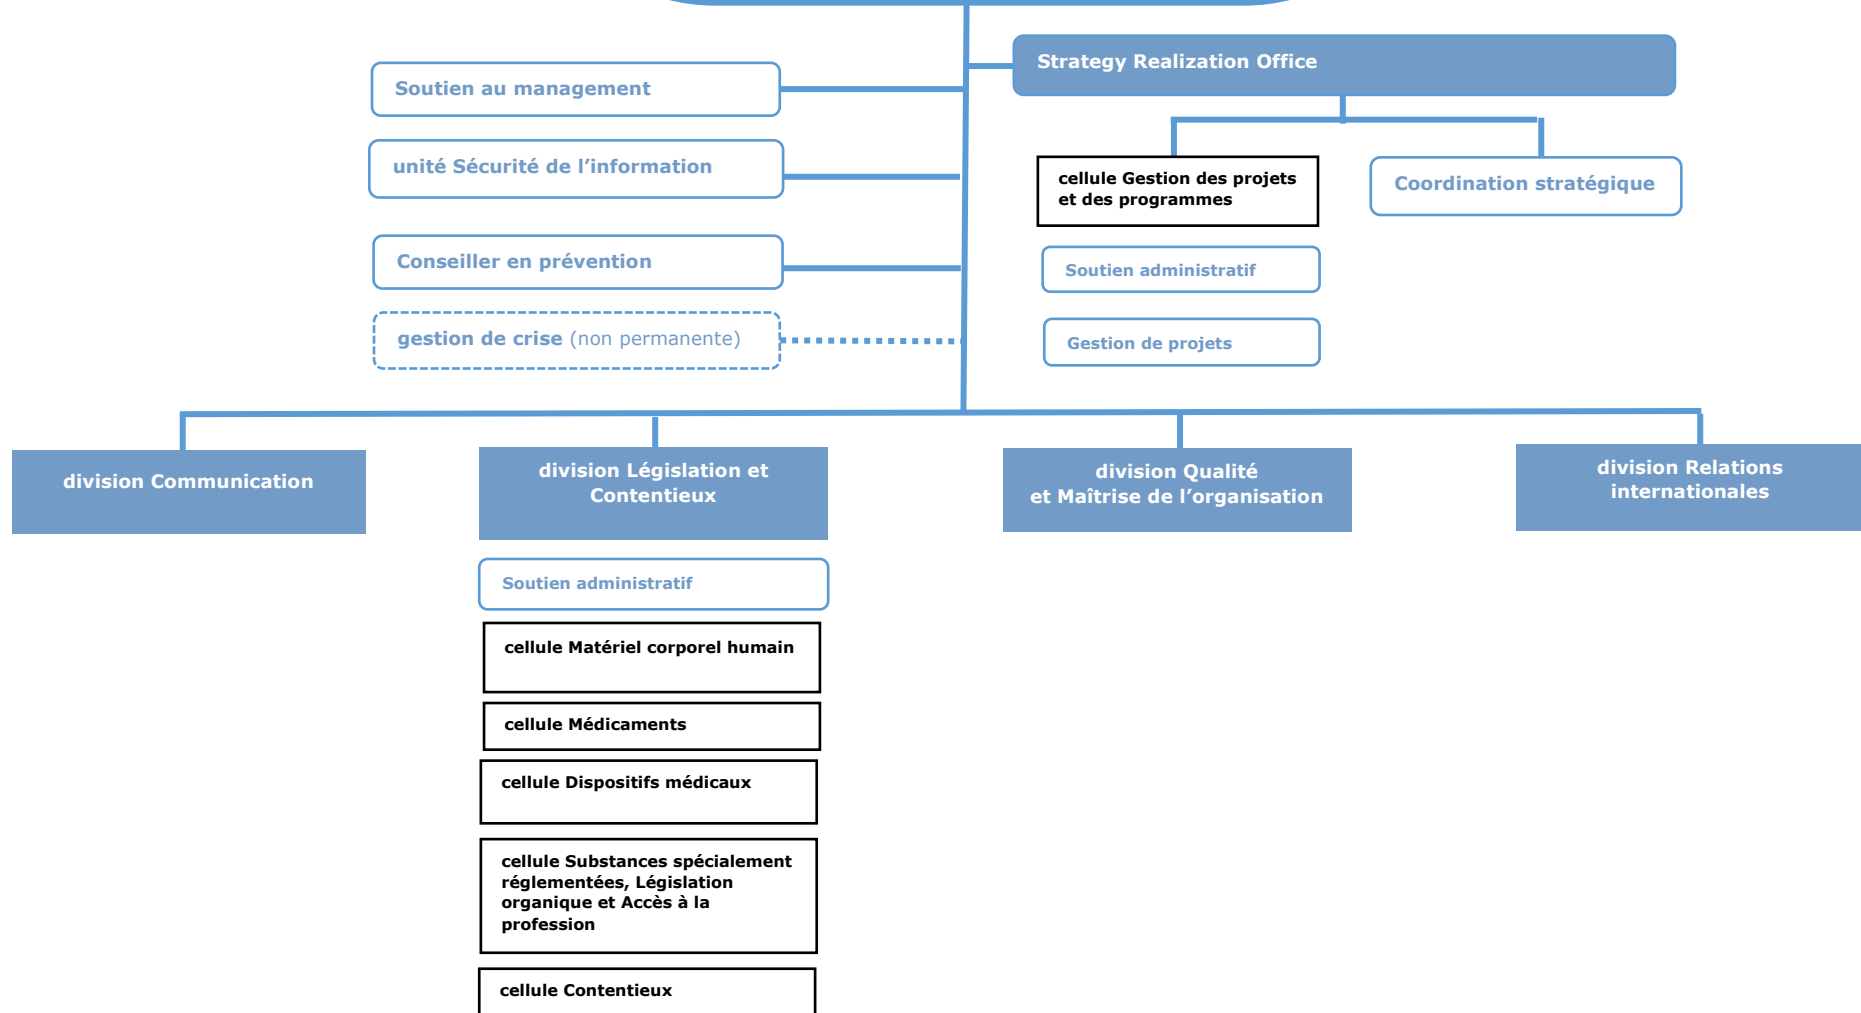 Strategy Realization Office
Soutien au management
unité Sécurité de l’information
cellule Gestion des projets
et des programmes
Coordination stratégique
Conseiller en prévention
Soutien administratif
gestion de crise (non permanente)
Gestion de projets
division Communication
division Législation et
Contentieux
division Qualité
et Maîtrise de l’organisation
division Relations
internationales
Soutien administratif
cellule Matériel corporel humain
cellule Médicaments
cellule Dispositifs médicaux
cellule Substances spécialement
réglementées, Législation
organique et Accès à la
profession
cellule Contentieux